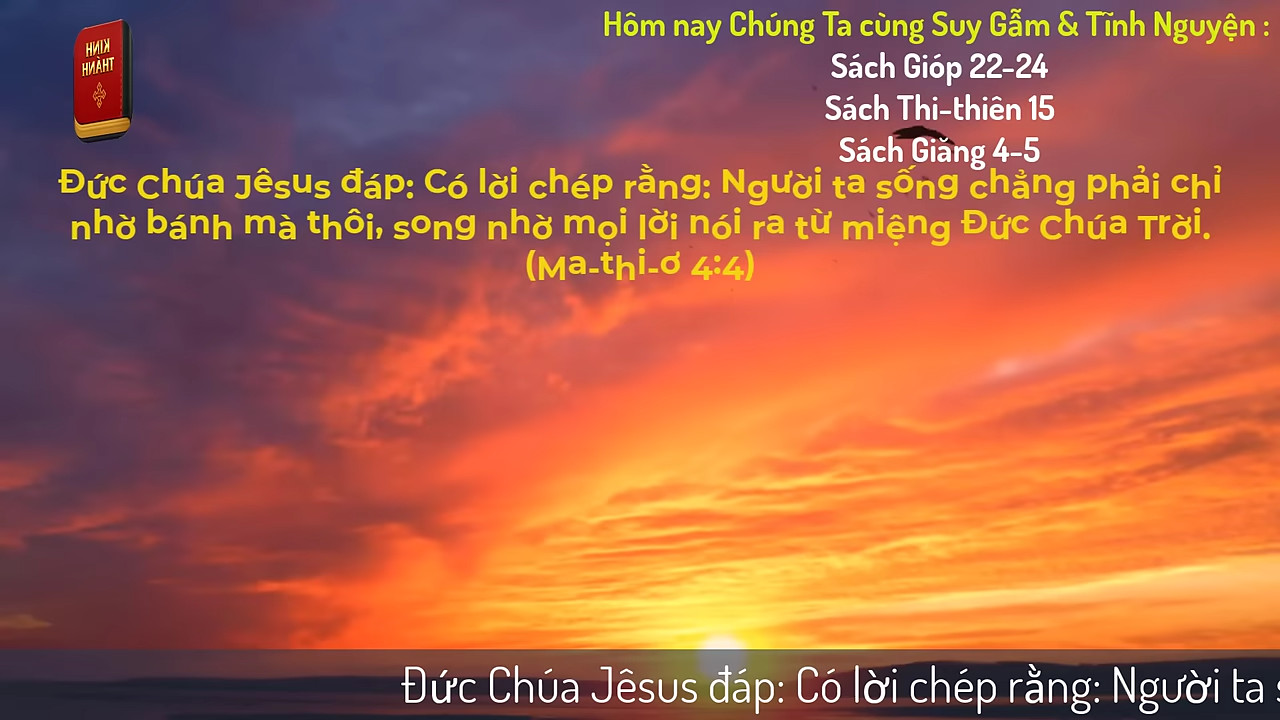 KINH
THÁNH
Hôm nay Chúng Ta cùng Suy Gẫm & Tĩnh Nguyện :
Sách Gióp 22-24
Sách Thi-thiên 15
Sách Giăng 4-5
Đức Chúa Jêsus đáp: Có lời chép rằng: Người ta sống chẳng phải chỉ
nhờ bánh mà thôi, song nhờ mọi lời nói ra từ miệng Đức Chúa Trời.
(Ma-thi-ơ 4:4)
Đức Chúa Jêsus đáp: Có lời chép rằng: Người ta